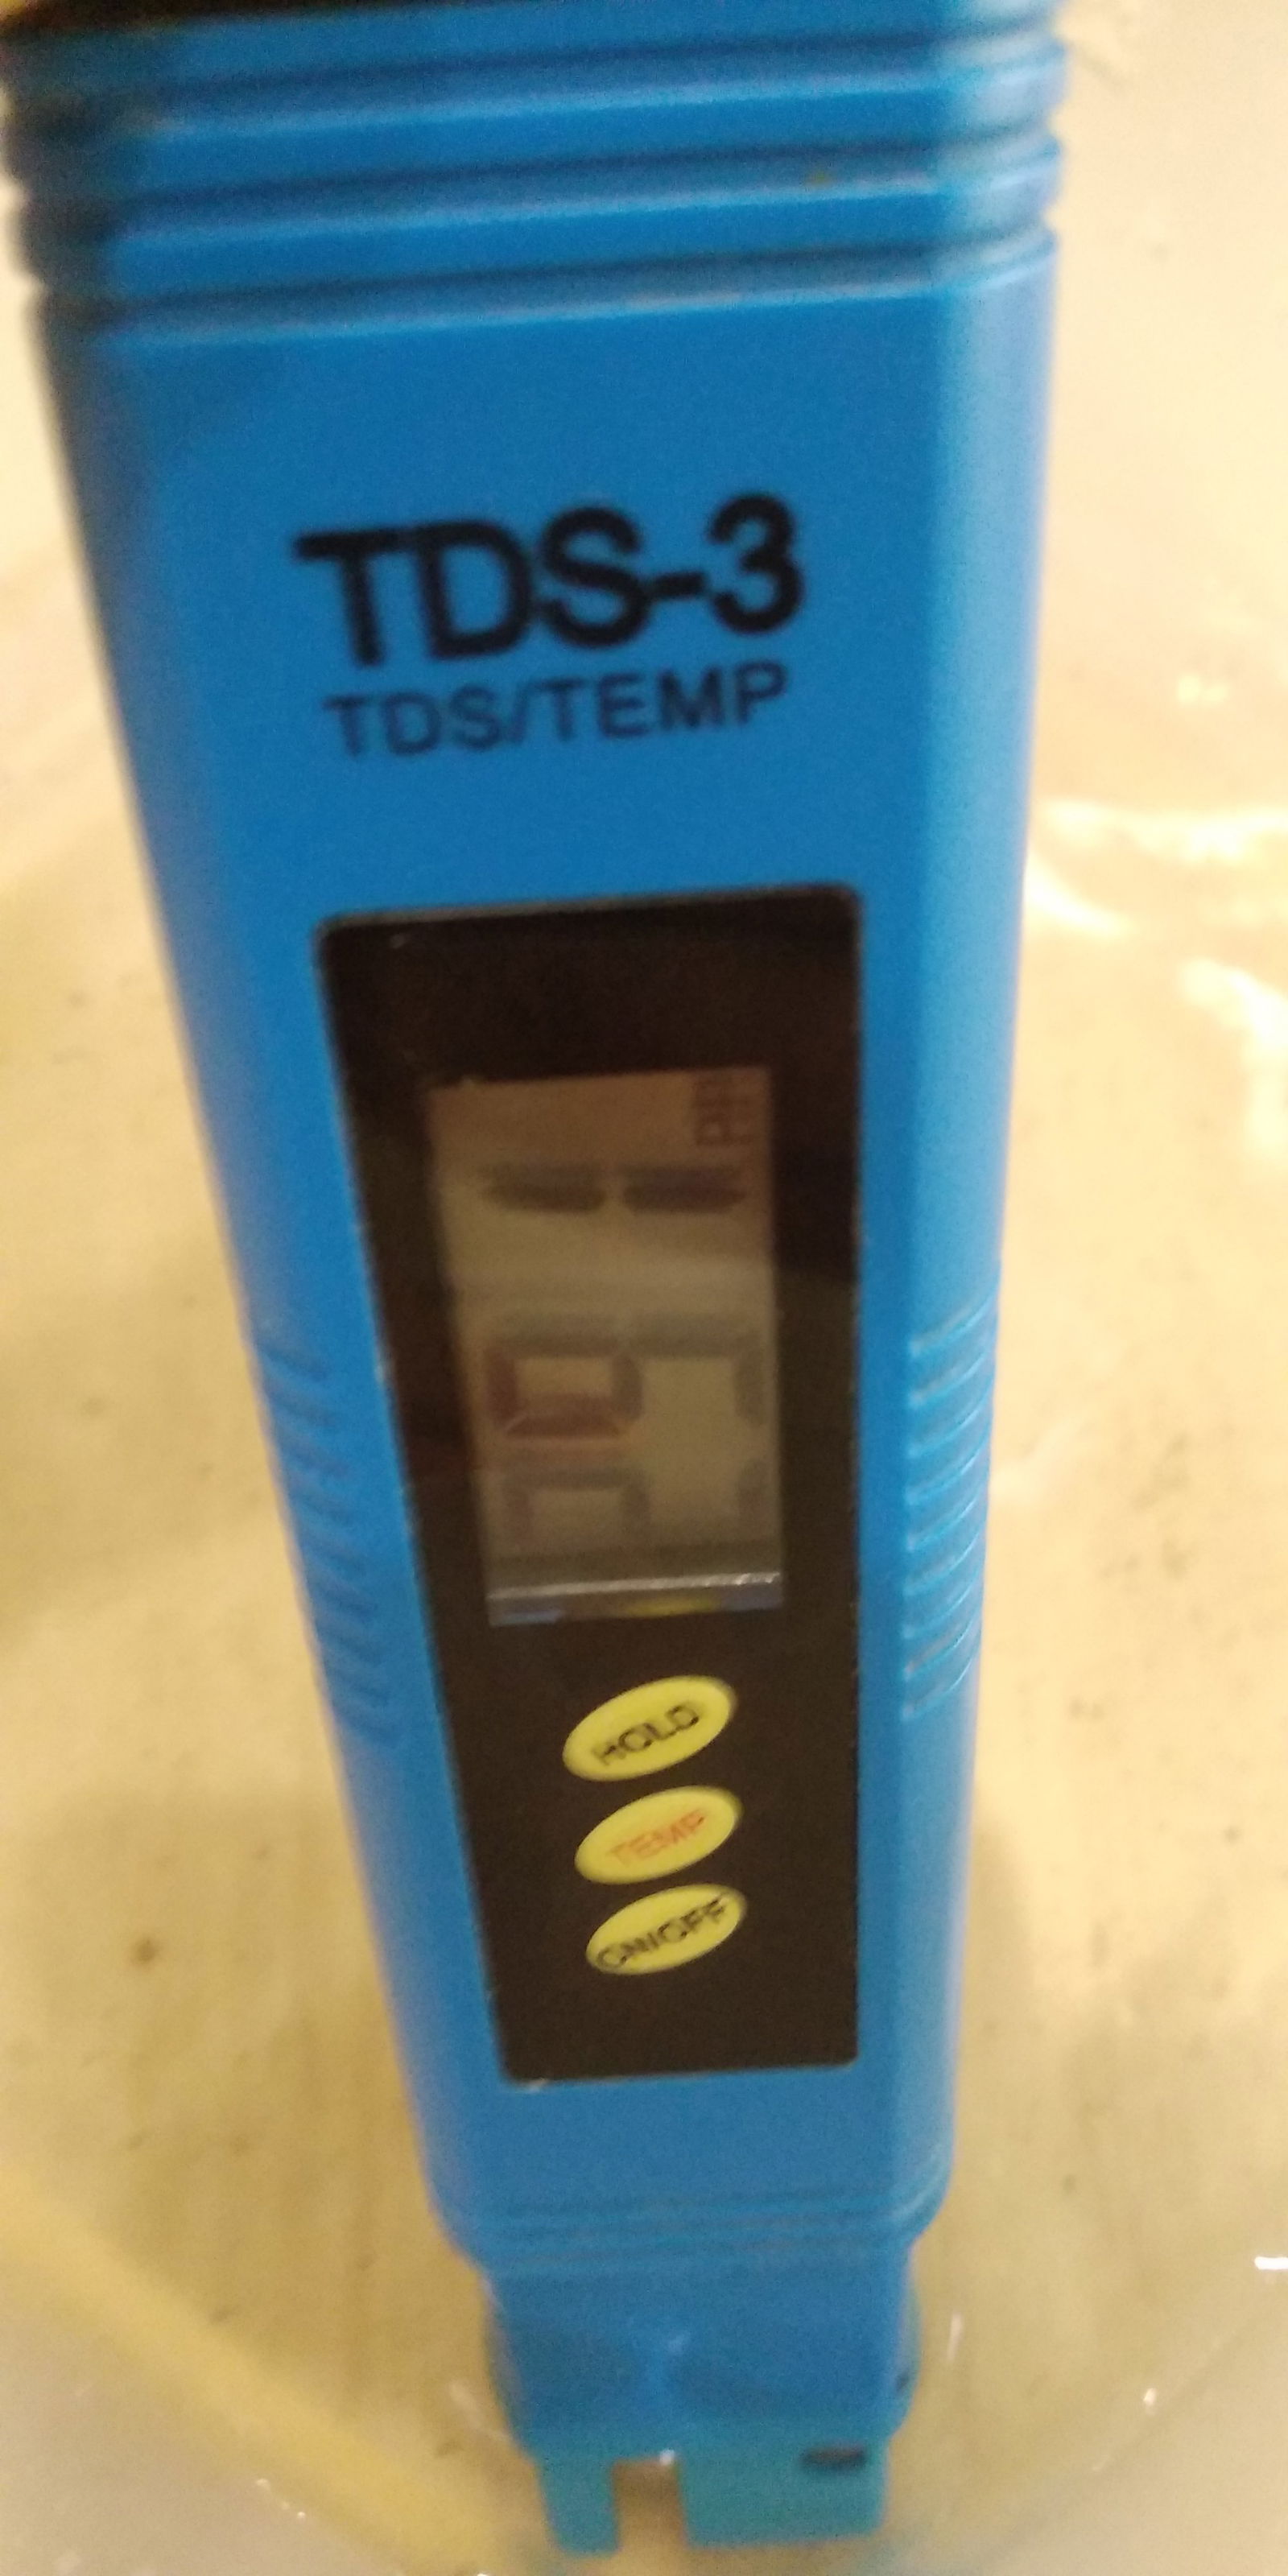 TDS-3
TDS/TEMP
HOLD
TEMP
ON/OFF